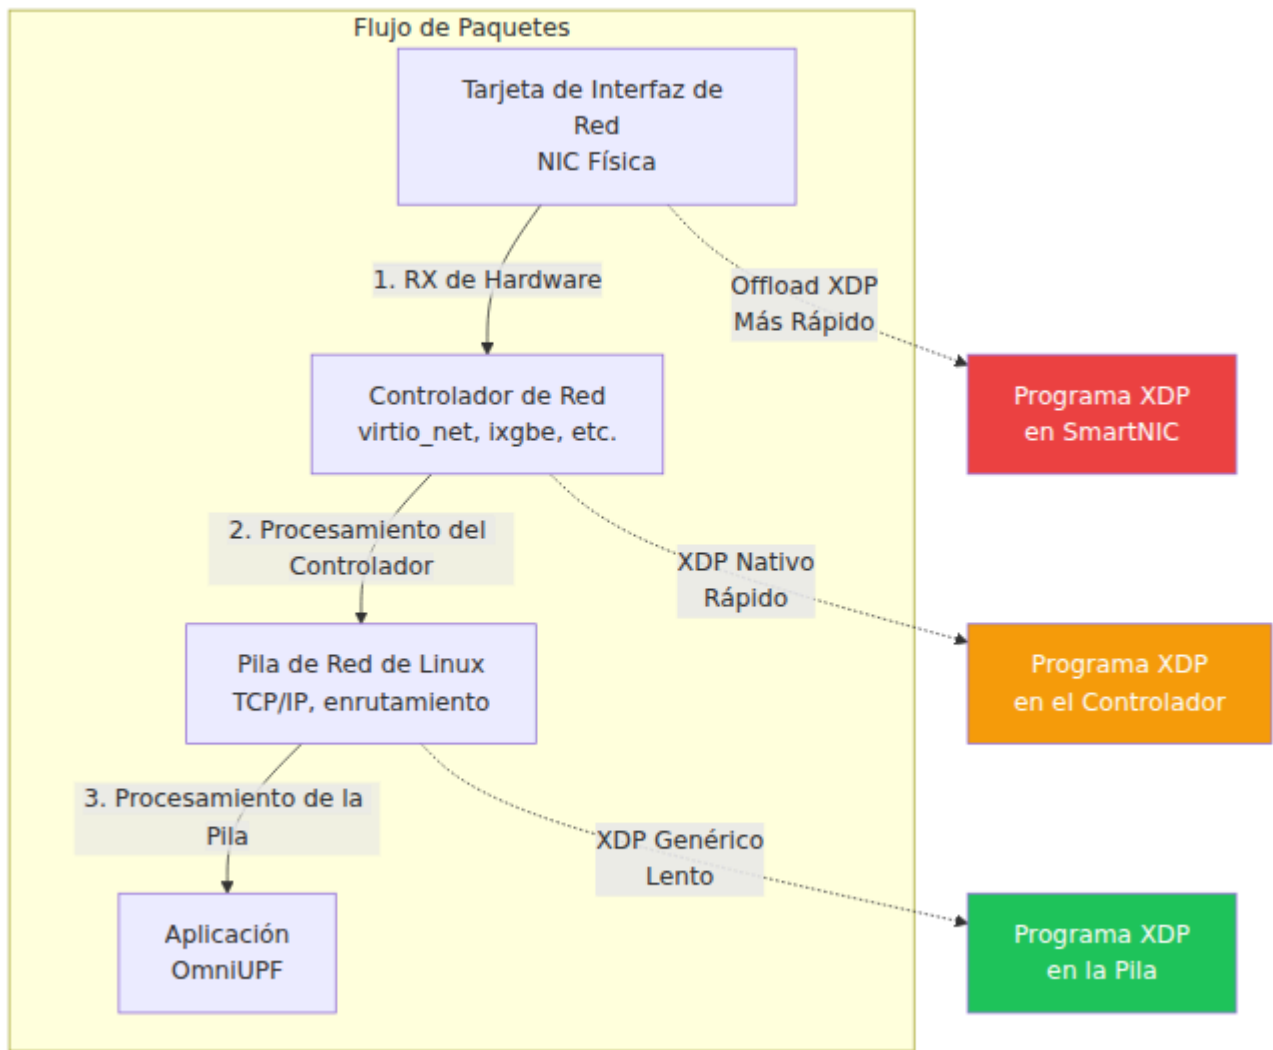 Flujo de Paquetes
Tarjeta de Interfaz de
Red
NIC Física
1. RX de Hardware
Offload XDP
Más Rápido
Controlador de Red
virtio_net, ixgbe, etc.
Programa XDP
en SmartNIC
2. Procesamiento del
Controlador
XDP Nativo
Rápido
Pila de Red de Linux
TCP/IP, enrutamiento
Programa XDP
en el Controlador
3. Procesamiento de la
Pila
XDP Genérico
Lento
Aplicación
OmniUPF
Programa XDP
en la Pila